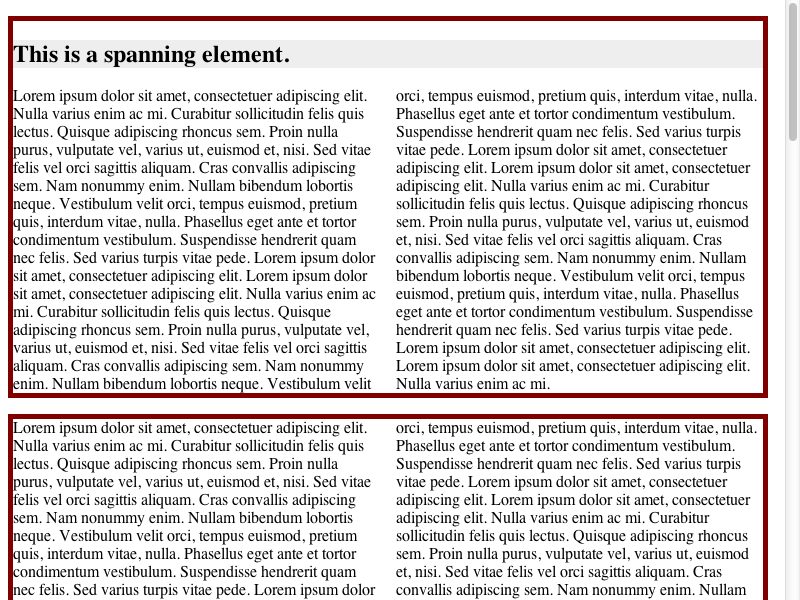 This is a spanning element.
Lorem ipsum dolor sit amet, consectetuer adipiscing elit.
Nulla varius enim ac mi. Curabitur sollicitudin felis quis
lectus. Quisque adipiscing rhoncus sem. Proin nulla
purus, vulputate vel, varius ut, euismod et, nisi. Sed vitae
felis vel orci sagittis aliquam. Cras convallis adipiscing
sem. Nam nonummy enim. Nullam bibendum lobortis
neque. Vestibulum velit orci, tempus euismod, pretium
quis, interdum vitae, nulla. Phasellus eget ante et tortor
condimentum vestibulum. Suspendisse hendrerit quam
nec felis. Sed varius turpis vitae pede. Lorem ipsum dolor
sit amet, consectetuer adipiscing elit. Lorem ipsum dolor
sit amet, consectetuer adipiscing elit. Nulla varius enim ac
mi. Curabitur sollicitudin felis quis lectus. Quisque
adipiscing rhoncus sem. Proin nulla purus, vulputate vel,
varius ut, euismod et, nisi. Sed vitae felis vel orci sagittis
aliquam. Cras convallis adipiscing sem. Nam nonummy
enim. Nullam bibendum lobortis neque. Vestibulum velit
orci, tempus euismod, pretium quis, interdum vitae, nulla.
Phasellus eget ante et tortor condimentum vestibulum.
Suspendisse hendrerit quam nec felis. Sed varius turpis
vitae pede. Lorem ipsum dolor sit amet, consectetuer
adipiscing elit. Lorem ipsum dolor sit amet, consectetuer
adipiscing elit. Nulla varius enim ac mi. Curabitur
sollicitudin felis quis lectus. Quisque adipiscing rhoncus
sem. Proin nulla purus, vulputate vel, varius ut, euismod
et, nisi. Sed vitae felis vel orci sagittis aliquam. Cras
convallis adipiscing sem. Nam nonummy enim. Nullam
bibendum lobortis neque. Vestibulum velit orci, tempus
euismod, pretium quis, interdum vitae, nulla. Phasellus
eget ante et tortor condimentum vestibulum. Suspendisse
hendrerit quam nec felis. Sed varius turpis vitae pede.
Lorem ipsum dolor sit amet, consectetuer adipiscing elit.
Lorem ipsum dolor sit amet, consectetuer adipiscing elit.
Nulla varius enim ac mi.
Lorem ipsum dolor sit amet, consectetuer adipiscing elit.
Nulla varius enim ac mi. Curabitur sollicitudin felis quis
lectus. Quisque adipiscing rhoncus sem. Proin nulla
purus, vulputate vel, varius ut, euismod et, nisi. Sed vitae
felis vel orci sagittis aliquam. Cras convallis adipiscing
sem. Nam nonummy enim. Nullam bibendum lobortis
neque. Vestibulum velit orci, tempus euismod, pretium
quis, interdum vitae, nulla. Phasellus eget ante et tortor
condimentum vestibulum. Suspendisse hendrerit quam
nec felis. Sed varius turpis vitae pede. Lorem ipsum dolor
orci, tempus euismod, pretium quis, interdum vitae, nulla.
Phasellus eget ante et tortor condimentum vestibulum.
Suspendisse hendrerit quam nec felis. Sed varius turpis
vitae pede. Lorem ipsum dolor sit amet, consectetuer
adipiscing elit. Lorem ipsum dolor sit amet, consectetuer
adipiscing elit. Nulla varius enim ac mi. Curabitur
sollicitudin felis quis lectus. Quisque adipiscing rhoncus
sem. Proin nulla purus, vulputate vel, varius ut, euismod
et, nisi. Sed vitae felis vel orci sagittis aliquam. Cras
convallis adipiscing sem. Nam nonummy enim. Nullam